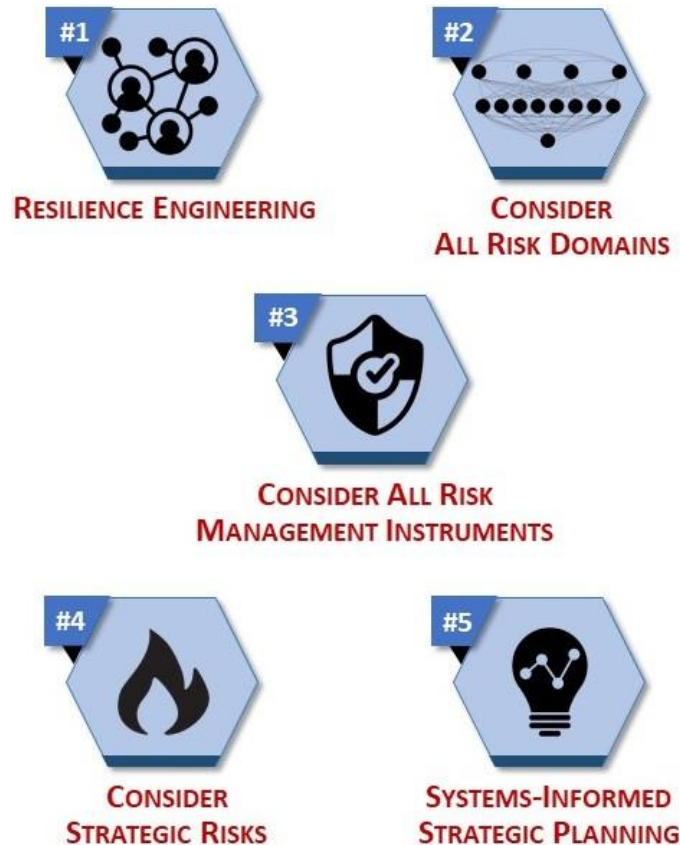 #1
RESILIENCE ENGINEERING
#2
CONSIDER
ALL RISK DOMAINS
#3
CONSIDER ALL RISK
MANAGEMENT INSTRUMENTS
#4
CONSIDER
STRATEGIC RISKS
#5
SYSTEMS-INFORMED
STRATEGIC PLANNING